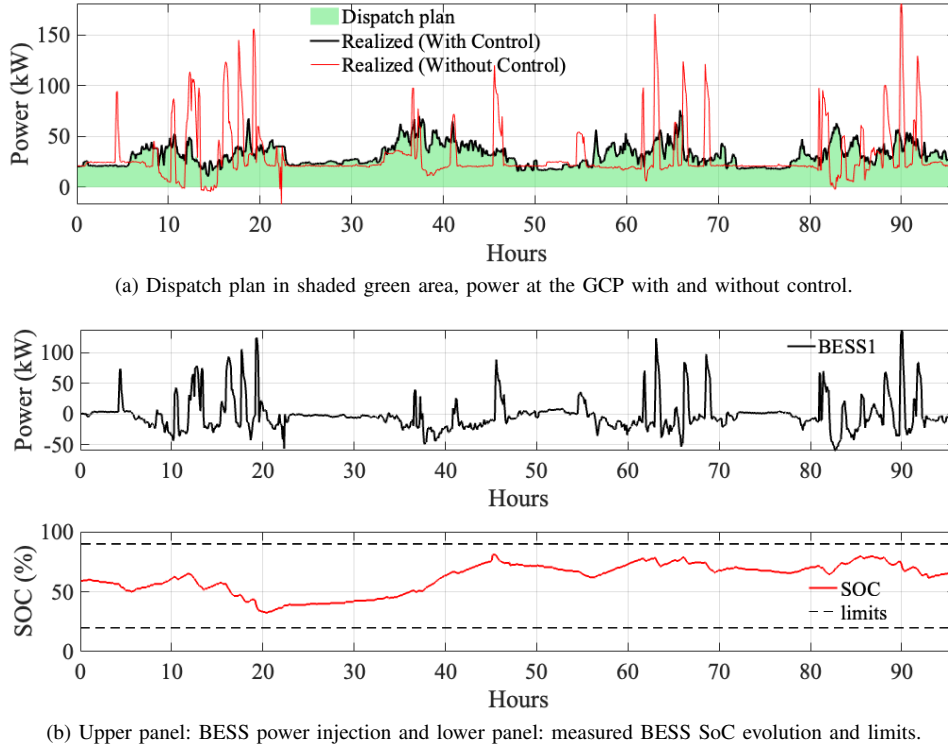 Power (kW)
150
100
50
0
Dispatch plan
Realized (With Control)
Realized (Without Control)
0 10 20 30 40 50 60 70 80 90
Hours
(a) Dispatch plan in shaded green area, power at the GCP with and without control.
Power (kW)
100
50
0
-50
BESS1
0 10 20 30 40 50 60 70 80 90
Hours
SOC (%)
100
50
0
SOC
limits
0 10 20 30 40 50 60 70 80 90
Hours
(b) Upper panel: BESS power injection and lower panel: measured BESS SoC evolution and limits.